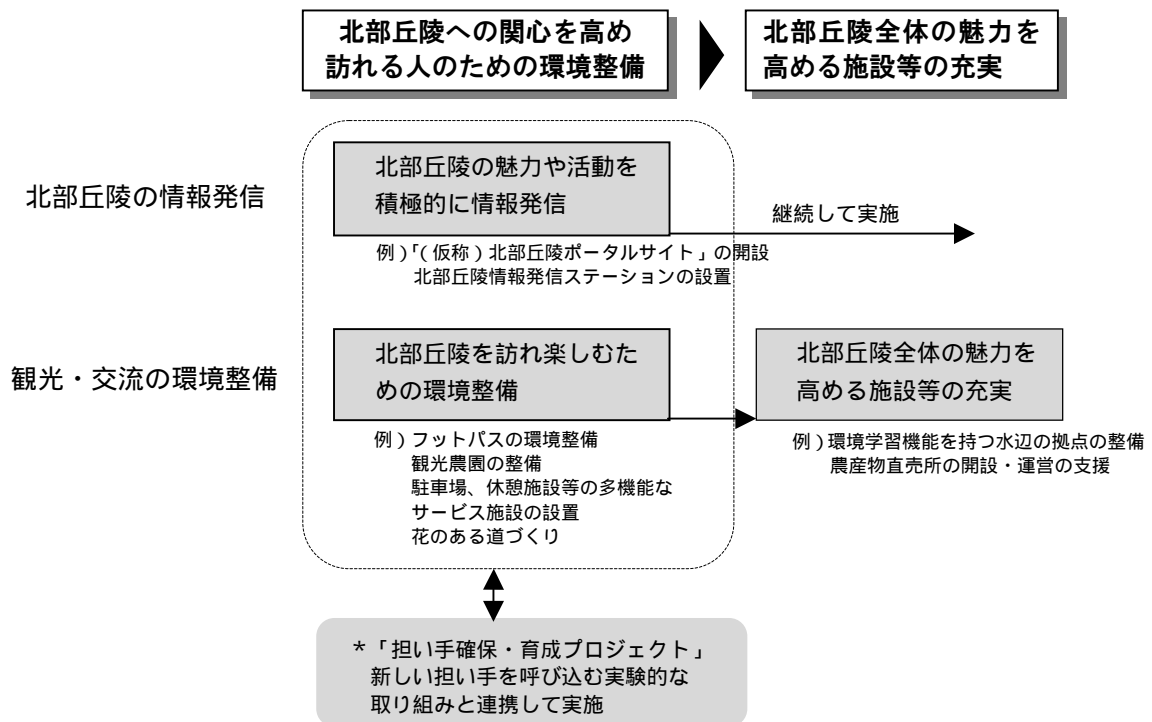 北部丘陵への関心を高め
訪れる人のための環境整備
北部丘陵全体の魅力を
高める施設等の充実
北部丘陵の情報発信
北部丘陵の魅力や活動を
積極的に情報発信
継続して実施
例）「（仮称）北部丘陵ポータルサイト」の開設
北部丘陵情報発信ステーションの設置
観光・交流の環境整備
北部丘陵を訪れ楽しむた
めの環境整備
例）フットパスの環境整備
観光農園の整備
駐車場、休憩施設等の多機能な
サービス施設の設置
花のある道づくり
北部丘陵全体の魅力を
高める施設等の充実
例）環境学習機能を持つ水辺の拠点の整備
農産物直売所の開設・運営の支援
＊「担い手確保・育成プロジェクト」
新しい担い手を呼び込む実験的な
取り組みと連携して実施